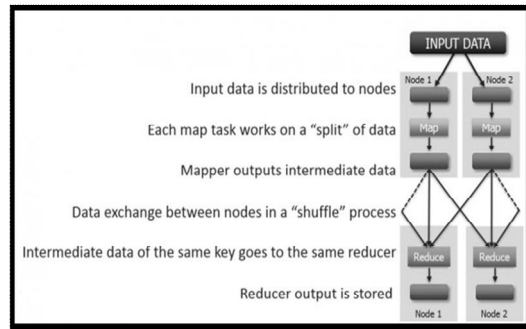 INPUT DATA
Node 1
Node 2
Input data is distributed to nodes
Each map task works on a “split” of data
Map
Map
Mapper outputs intermediate data
Data exchange between nodes in a “shuffle” process
Intermediate data of the same key goes to the same reducer
Reduce
Reduce
Reducer output is stored
Node 1
Node 2